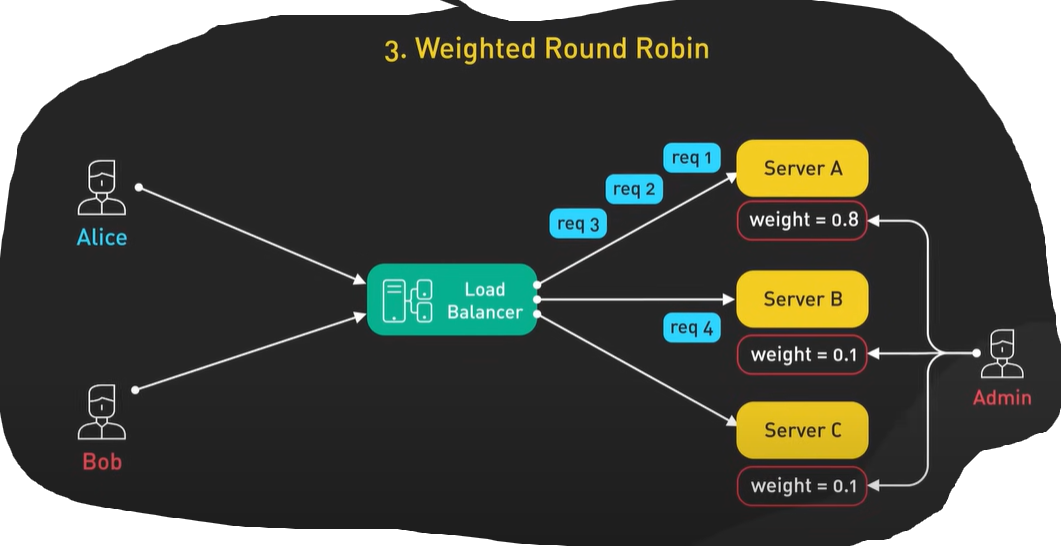 3. Weighted Round Robin
Alice
Bob
Load
Balancer
req 1
req 2
req 3
req 4
Server A
weight = 0.8
Server B
weight = 0.1
Server C
weight = 0.1
Admin